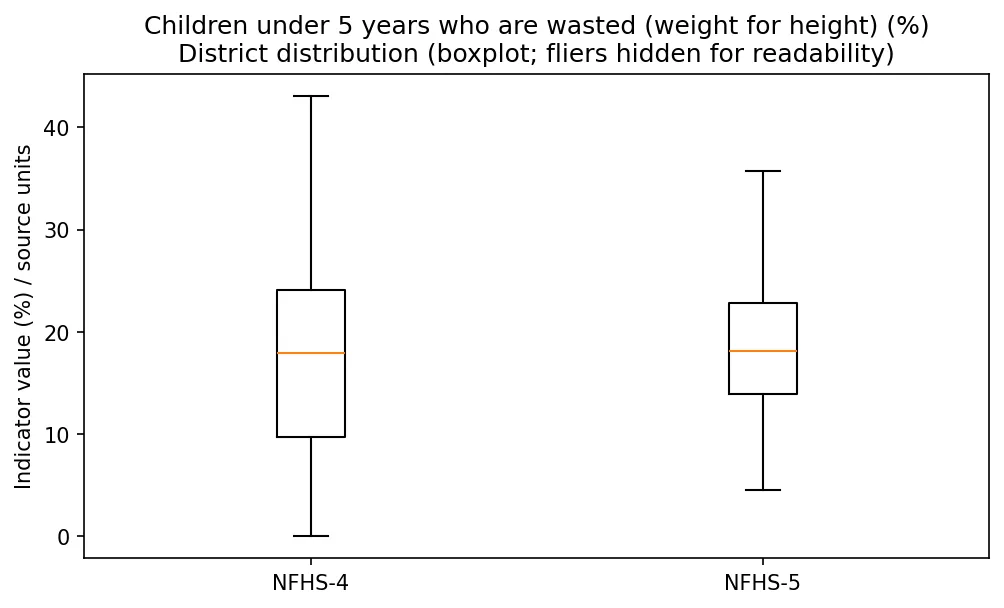 Children under 5 years who are wasted (weight for height) (%)
District distribution (boxplot; fliers hidden for readability)
Indicator value (%) / source units
40
30
20
10
0
NFHS-4
NFHS-5